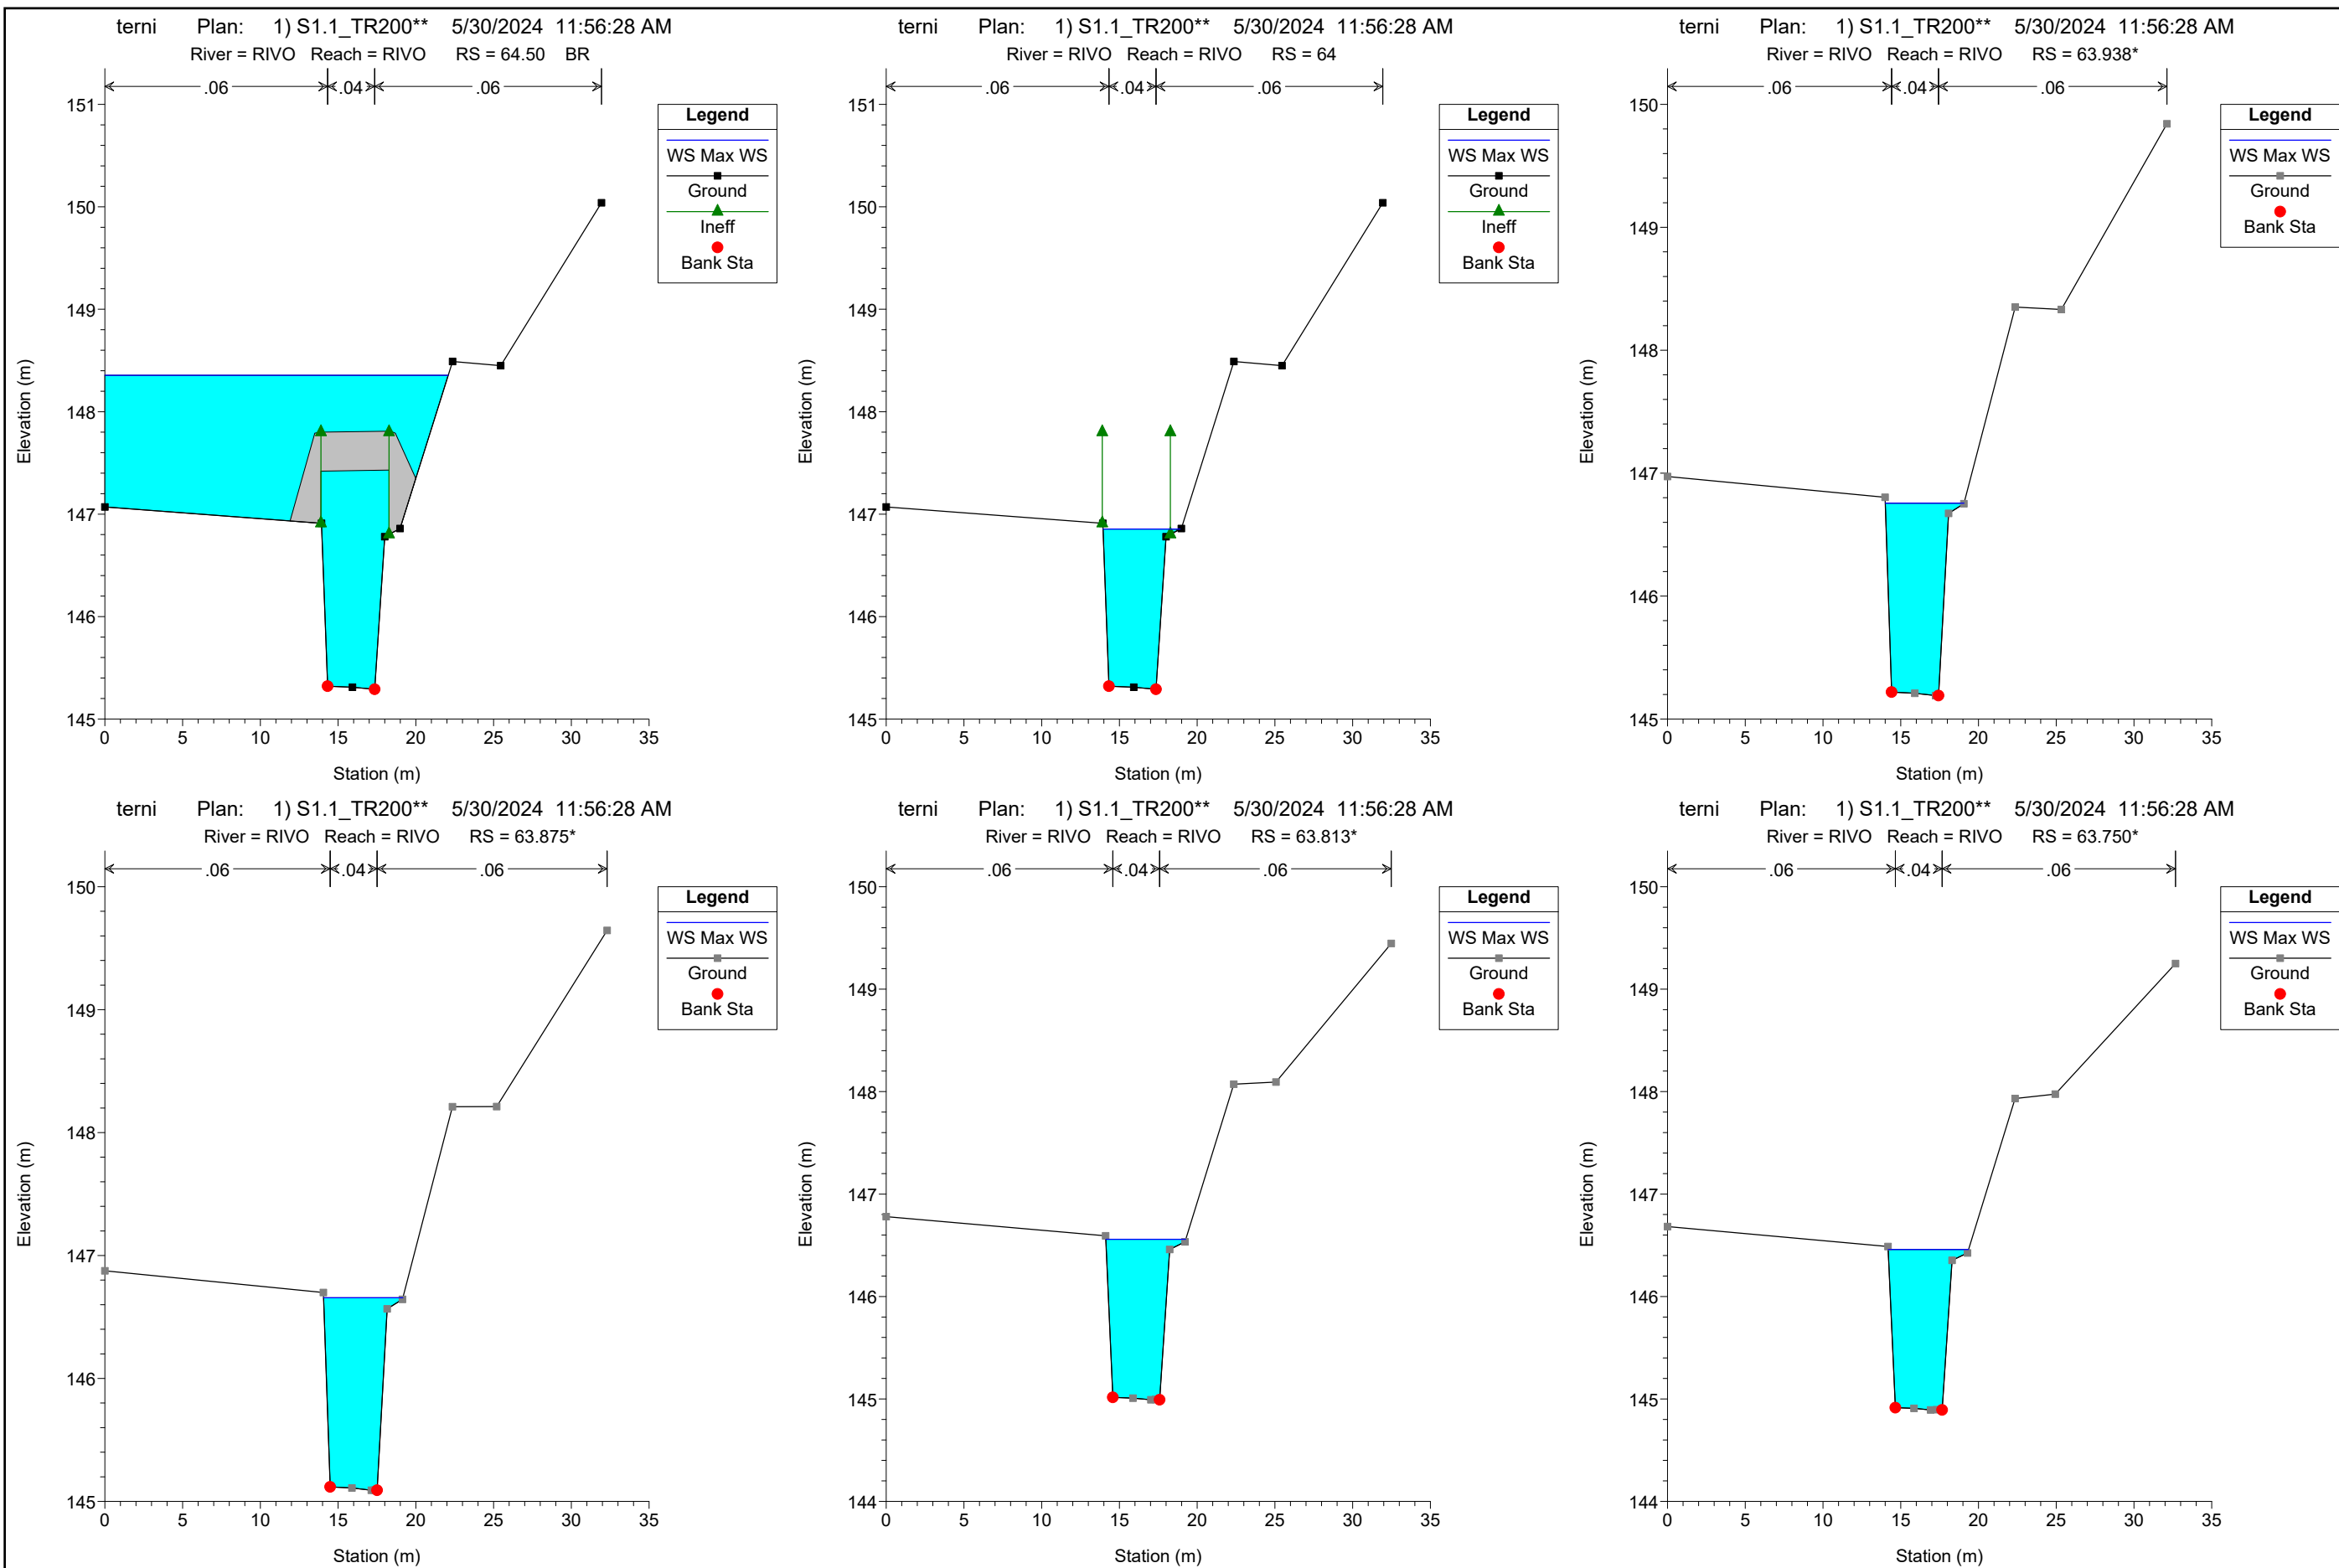 terni Plan: 1) S1.1_TR200** 5/30/2024 11:56:28 AM
River = RIVO Reach = RIVO RS = 64.50 BR
.06 .04 .06
Legend
WS Max WS
Ground
Ineff
Bank Sta
151
150
149
148
147
146
145
Elevation (m)
0 5 10 15 20 25 30 35
Station (m)
terni Plan: 1) S1.1_TR200** 5/30/2024 11:56:28 AM
River = RIVO Reach = RIVO RS = 64
.06 .04 .06
Legend
WS Max WS
Ground
Ineff
Bank Sta
151
150
149
148
147
146
145
Elevation (m)
0 5 10 15 20 25 30 35
Station (m)
terni Plan: 1) S1.1_TR200** 5/30/2024 11:56:28 AM
River = RIVO Reach = RIVO RS = 63.938*
.06 .04 .06
Legend
WS Max WS
Ground
Bank Sta
150
149
148
147
146
145
Elevation (m)
0 5 10 15 20 25 30 35
Station (m)
terni Plan: 1) S1.1_TR200** 5/30/2024 11:56:28 AM
River = RIVO Reach = RIVO RS = 63.875*
.06 .04 .06
Legend
WS Max WS
Ground
Bank Sta
150
149
148
147
146
145
Elevation (m)
0 5 10 15 20 25 30 35
Station (m)
terni Plan: 1) S1.1_TR200** 5/30/2024 11:56:28 AM
River = RIVO Reach = RIVO RS = 63.813*
.06 .04 .06
Legend
WS Max WS
Ground
Bank Sta
150
149
148
147
146
145
144
Elevation (m)
0 5 10 15 20 25 30 35
Station (m)
terni Plan: 1) S1.1_TR200** 5/30/2024 11:56:28 AM
River = RIVO Reach = RIVO RS = 63.750*
.06 .04 .06
Legend
WS Max WS
Ground
Bank Sta
150
149
148
147
146
145
144
Elevation (m)
0 5 10 15 20 25 30 35
Station (m)